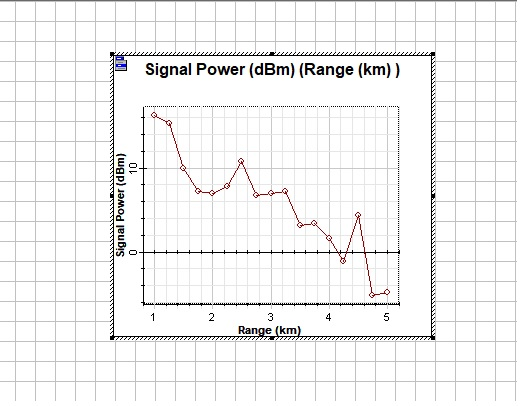 Signal Power (dBm) (Range (km) )
Signal Power (dBm)
10
0
1 2 3 4 5
Range (km)